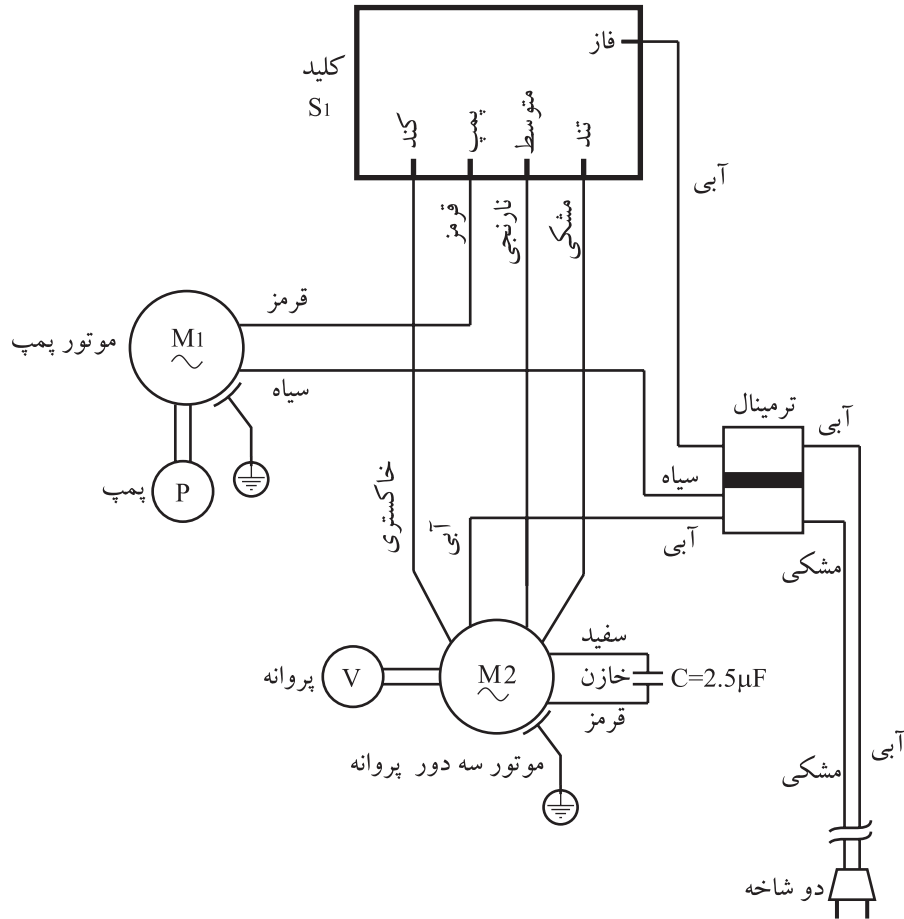 فاز
کلید
S1
کند
پمپ
متوسط
تند
آبی
قرمز
نارنجی
مشکی
قرمز
M1
موتور پمپ
سیاه
ترمینال
آبی
سیاه
پمپ
P
خاکستری
آبی
آبی
مشکی
سفید
پروانه
V
M2
خازن
C=2.5µF
قرمز
موتور سه دور پروانه
آبی
مشکی
دو شاخه